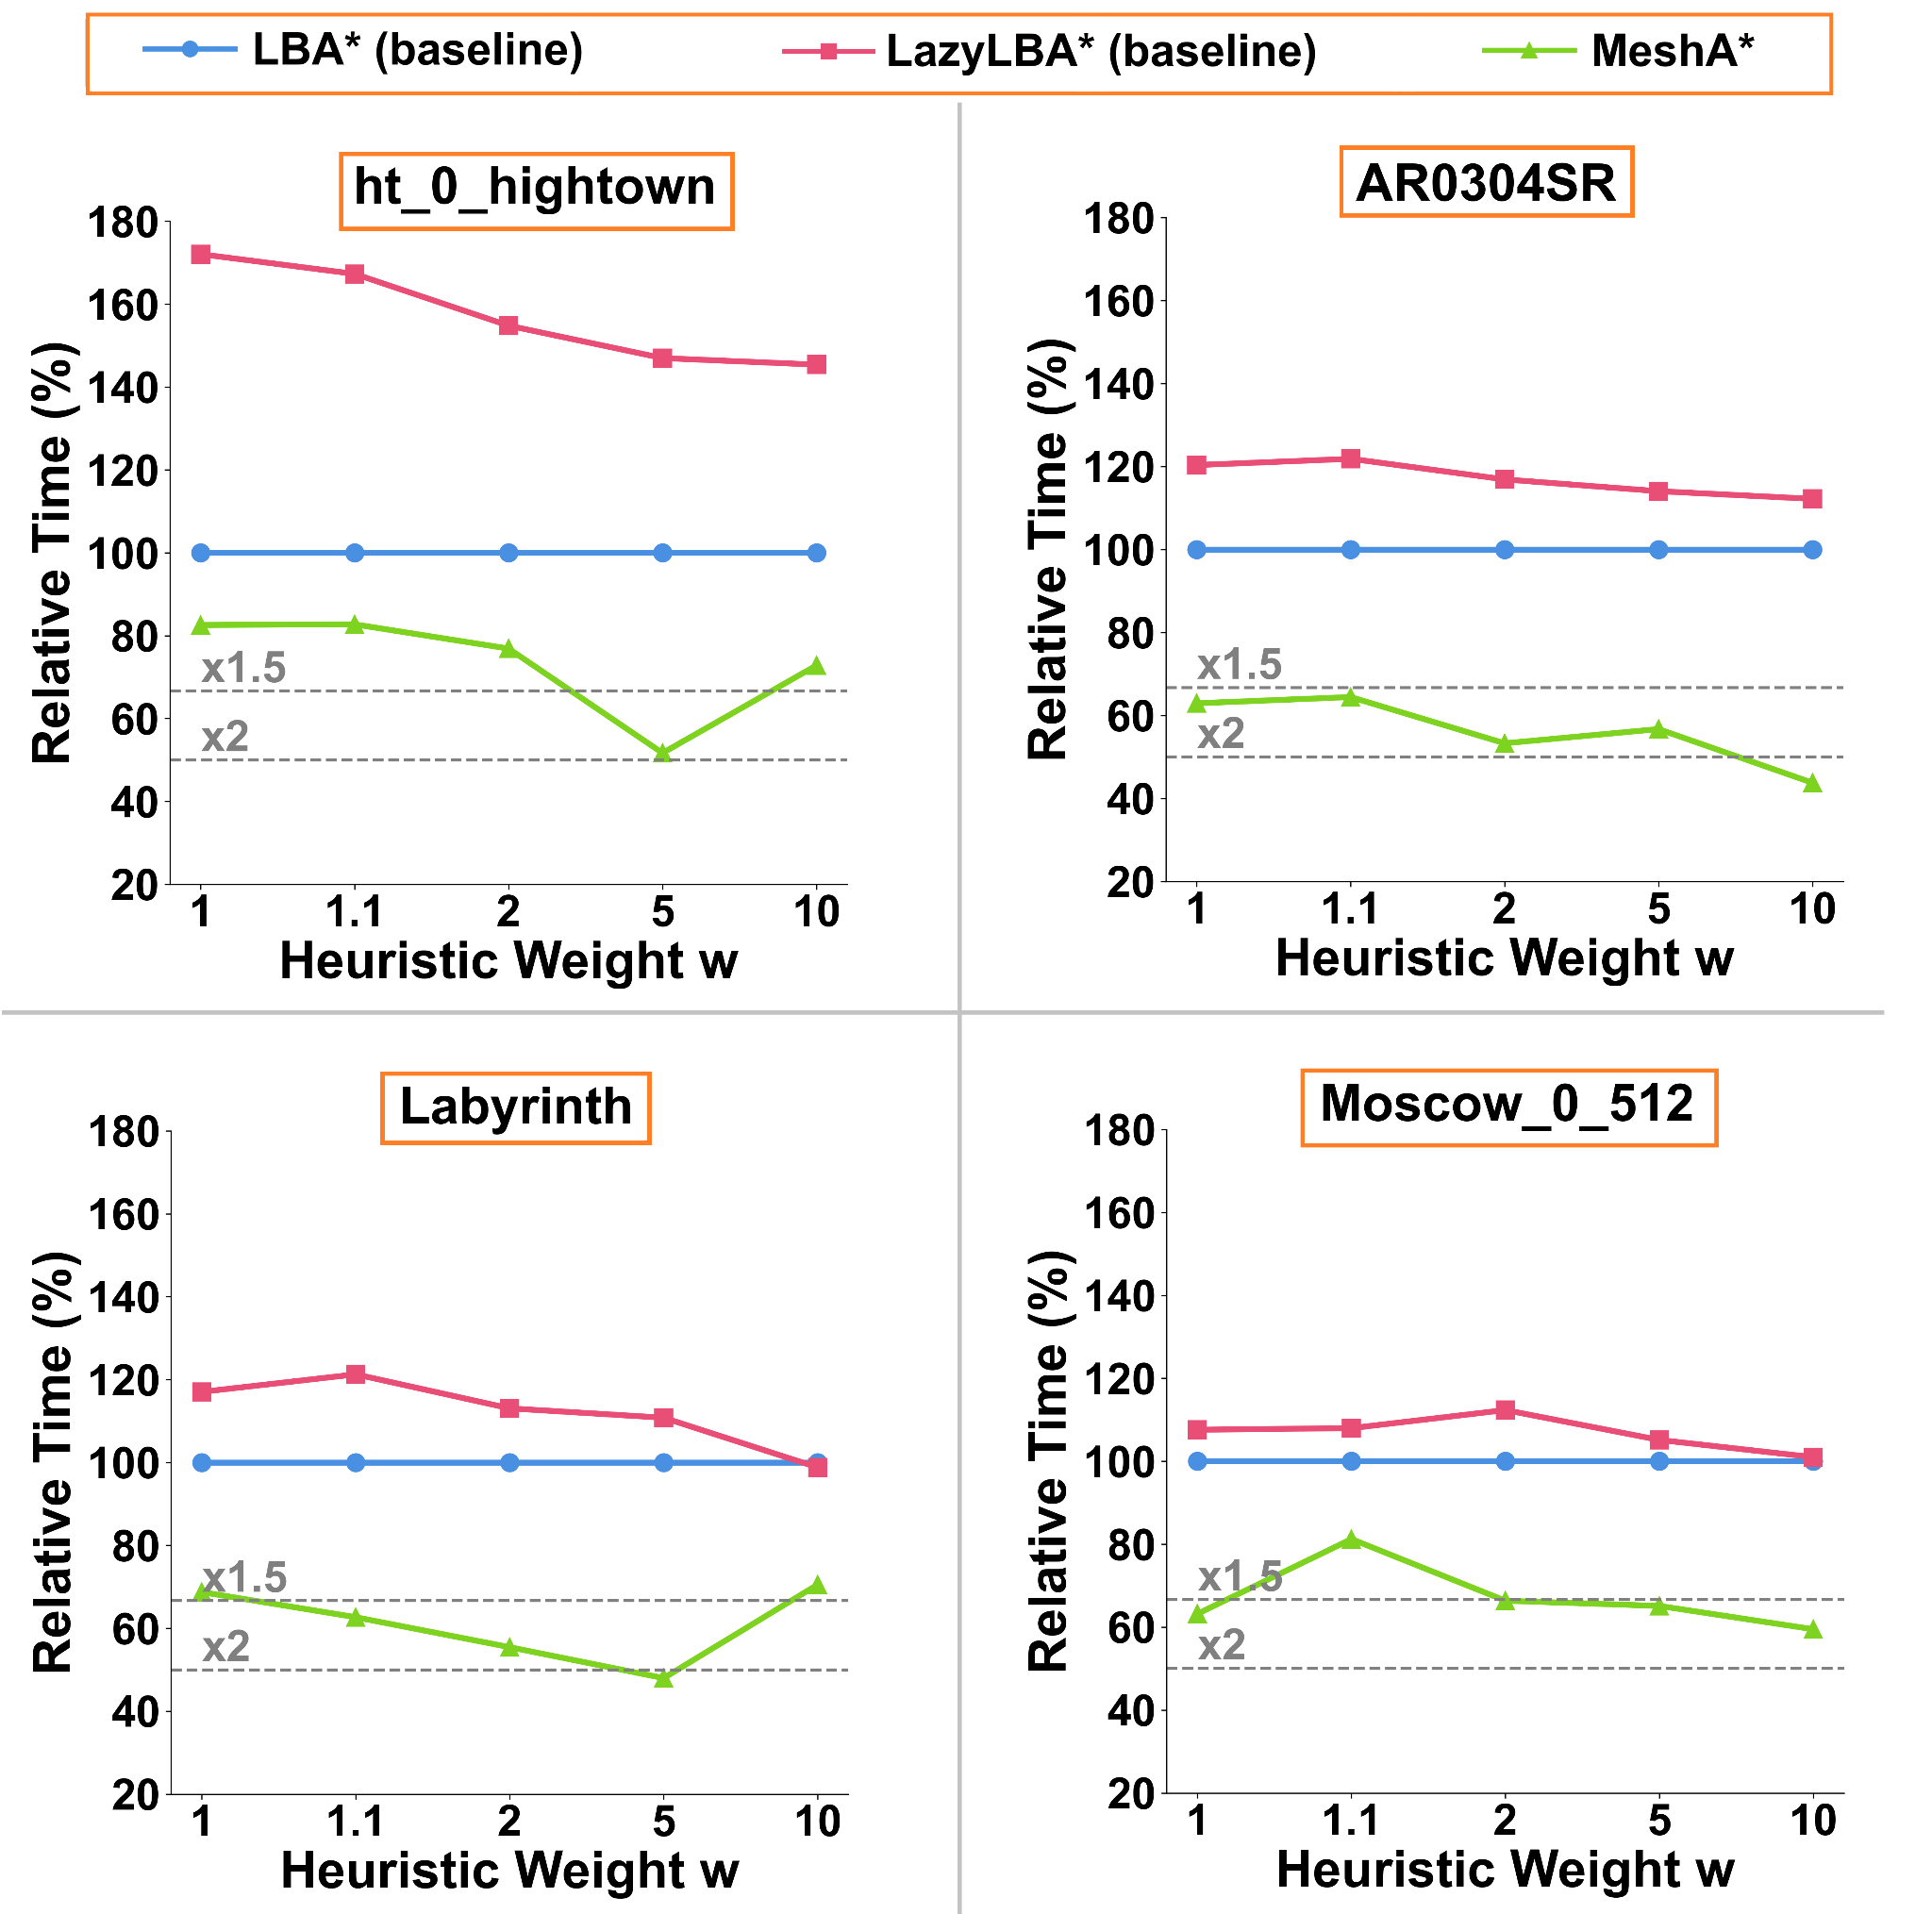 LBA* (baseline) LazyLBA* (baseline) MeshA*
ht_0_hightown
180
160
140
120
100
80
60
40
20
Relative Time (%)
x1.5
x2
1 1.1 2 5 10
Heuristic Weight w
AR0304SR
180
160
140
120
100
80
60
40
20
Relative Time (%)
x1.5
x2
1 1.1 2 5 10
Heuristic Weight w
Labyrinth
180
160
140
120
100
80
60
40
20
Relative Time (%)
x1.5
x2
1 1.1 2 5 10
Heuristic Weight w
Moscow_0_512
180
160
140
120
100
80
60
40
20
Relative Time (%)
x1.5
x2
1 1.1 2 5 10
Heuristic Weight w